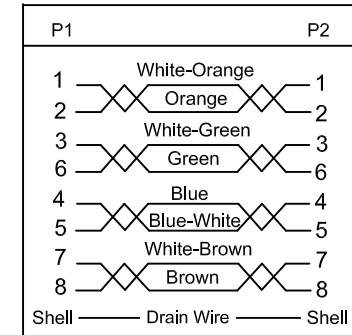 P1 P2
White-Orange
1 1
Orange
2 2
White-Green
3 3
Green
6 6
Blue
4 4
Blue-White
5 5
White-Brown
7 7
Brown
8 8
Shell Drain Wire Shell